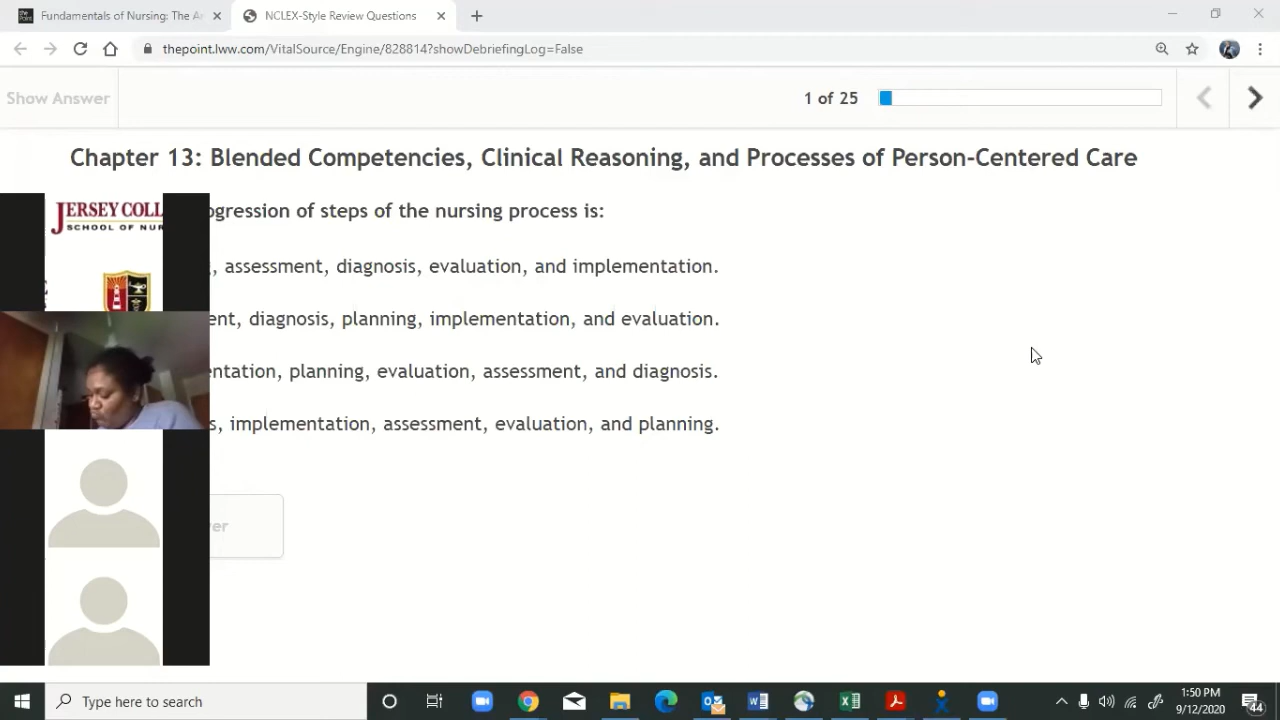 Fundamentals of Nursing: The A
NCLEX-Style Review Questions
thepoint.lww.com/VitalSource/Engine/828814?showDebriefingLog=False
Show Answer
1 of 25
Chapter 13: Blended Competencies, Clinical Reasoning, and Processes of Person-Centered Care
JERSEY COLL
SCHOOL OF NUR
ogression of steps of the nursing process is:
, assessment, diagnosis, evaluation, and implementation.
ent, diagnosis, planning, implementation, and evaluation.
ntation, planning, evaluation, assessment, and diagnosis.
s, implementation, assessment, evaluation, and planning.
er
Type here to search
1:50 PM
9/12/2020
44